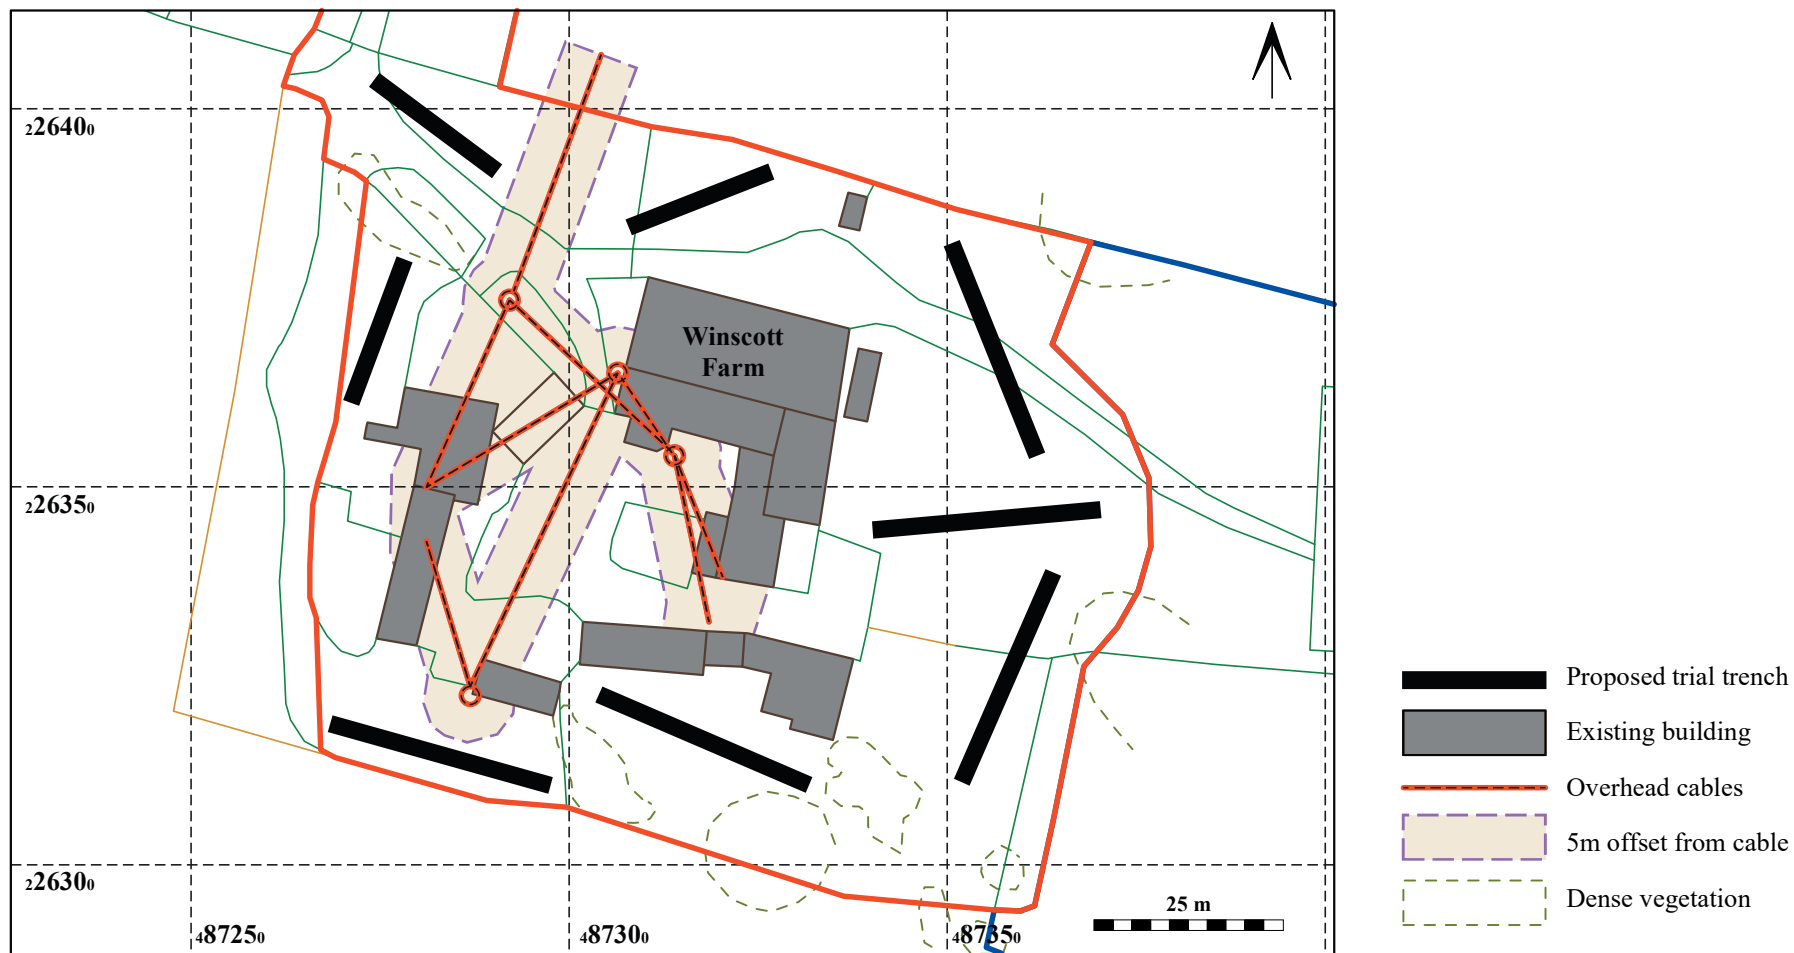 226400
Winscott
Farm
226350
226300
487250
487300
487350
25 m
Proposed trial trench
Existing building
Overhead cables
5m offset from cable
Dense vegetation